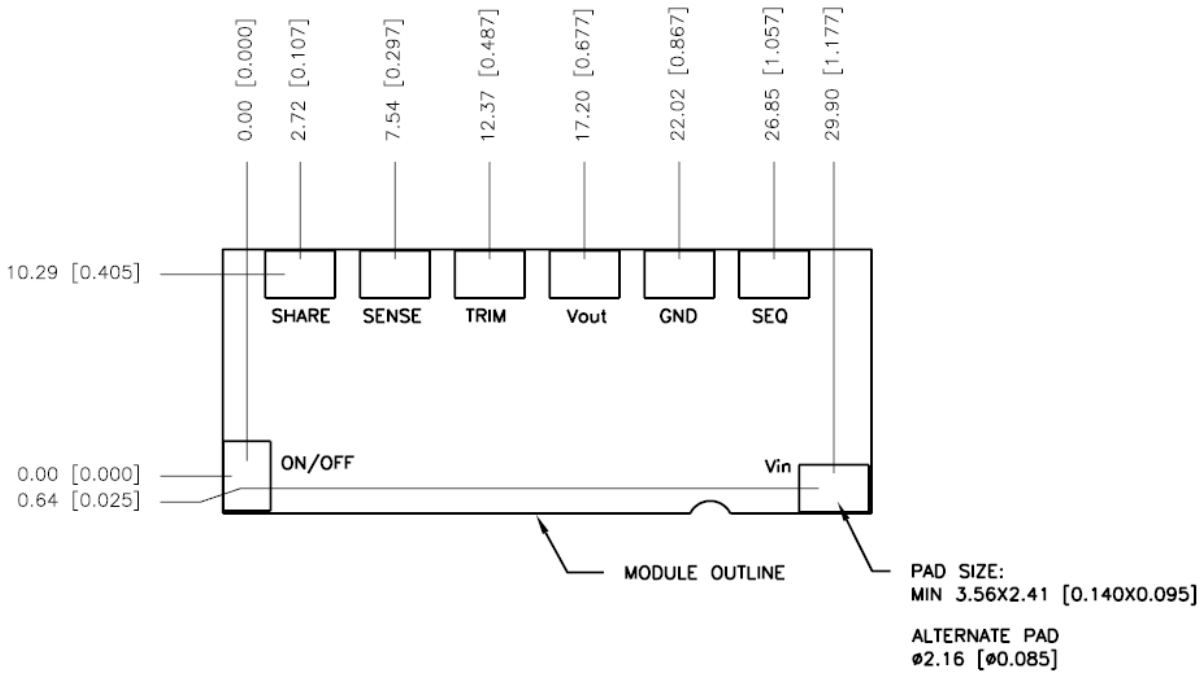 0.00 [0.000]
2.72 [0.107]
7.54 [0.297]
12.37 [0.487]
17.20 [0.677]
22.02 [0.867]
26.85 [1.057]
29.90 [1.177]
10.29 [0.405]
SHARE
SENSE
TRIM
Vout
GND
SEQ
ON/OFF
Vin
0.00 [0.000]
0.64 [0.025]
MODULE OUTLINE
PAD SIZE:
MIN 3.56X2.41 [0.140X0.095]
ALTERNATE PAD
ø2.16 [ø0.085]